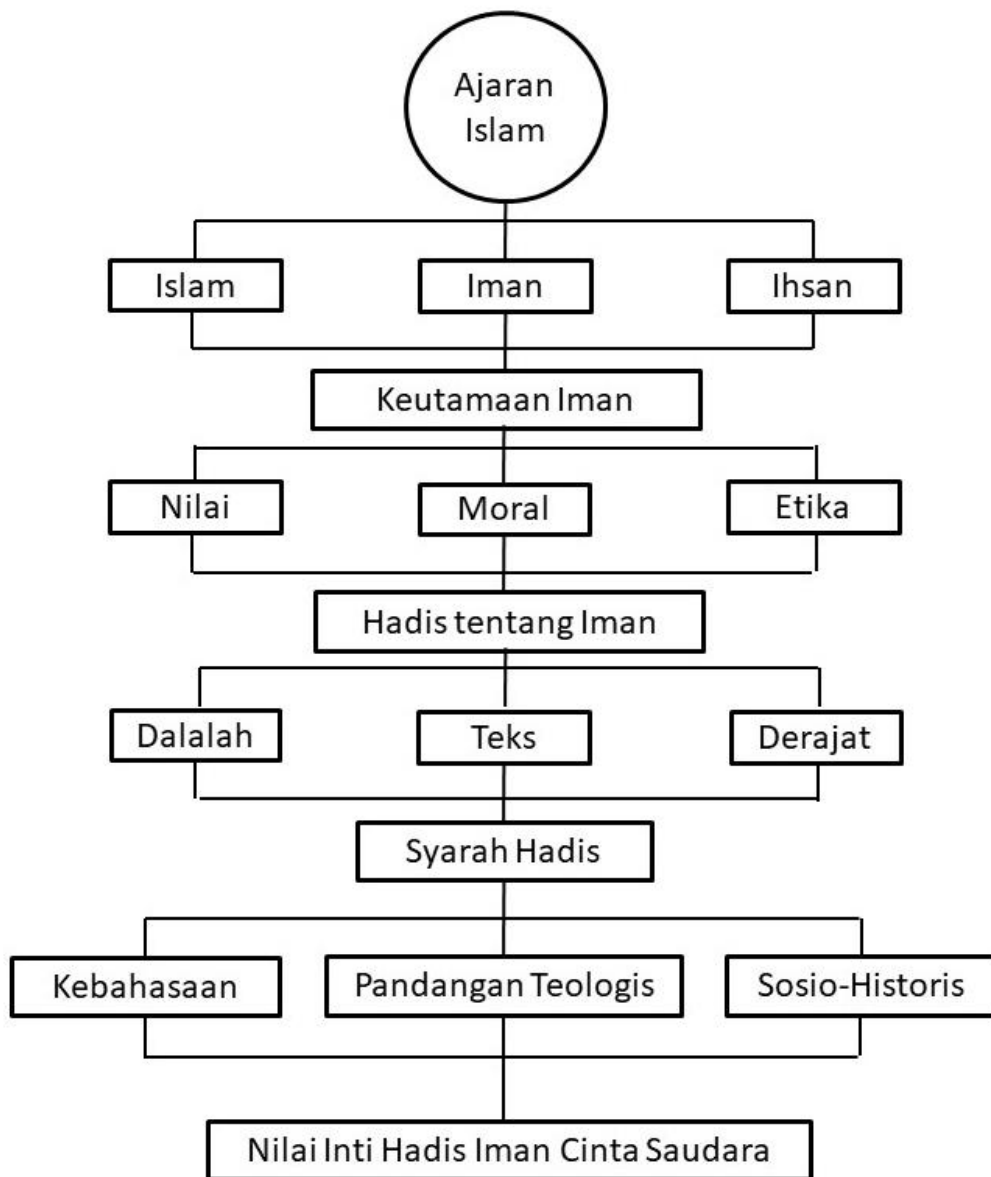 Ajaran
Islam
Islam
Iman
Ihsan
Keutamaan Iman
Nilai
Moral
Etika
Hadis tentang Iman
Dalalah
Teks
Derajat
Syarah Hadis
Kebahasaan
Pandangan Teologis
Sosio-Historis
Nilai Inti Hadis Iman Cinta Saudara